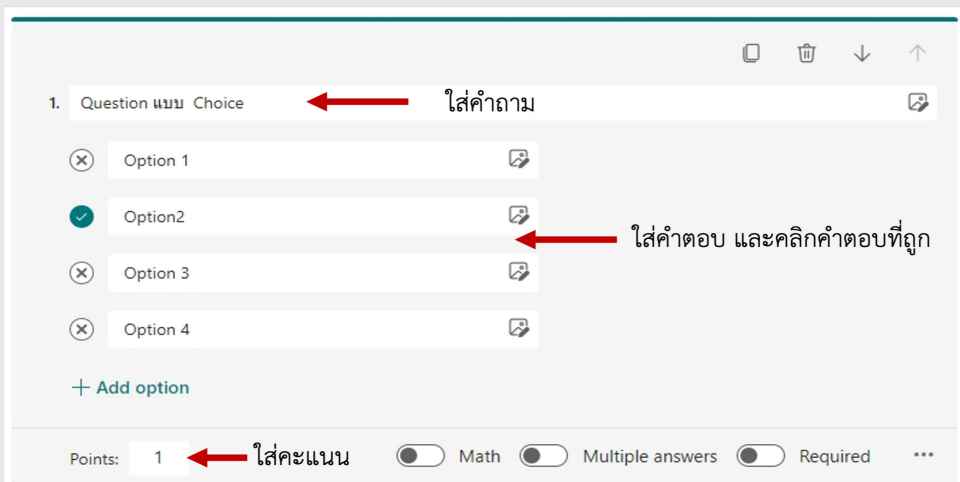 1. Question แบบ Choice ใส่คำถาม
Option 1
Option2
ใส่คำตอบ และคลิกคำตอบที่ถูก
Option 3
Option 4
+ Add option
Points: 1 ใส่คะแนน Math Multiple answers Required ...